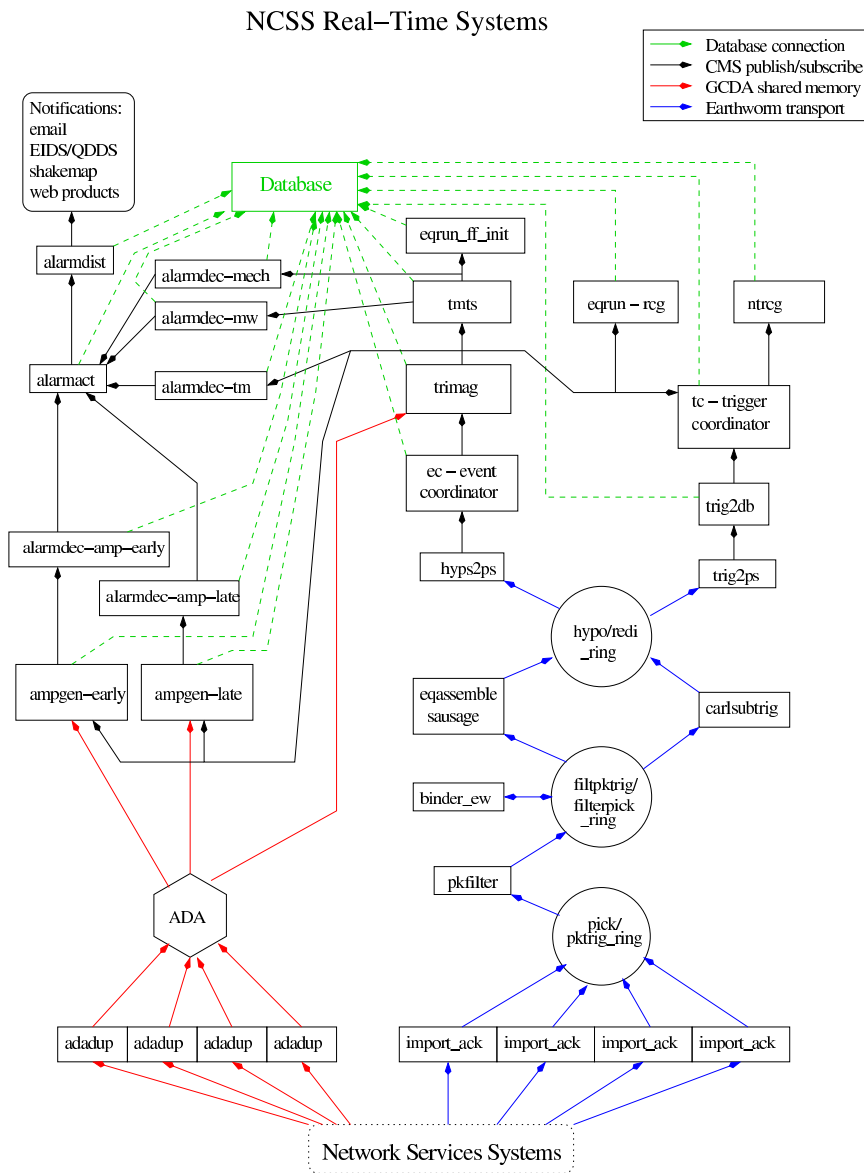 NCSS Real−Time Systems
Database connection
CMS publish/subscribe
GCDA shared memory
Earthworm transport
Notifications:
email
EIDS/QDDS
shakemap
web products
Database
alarmdist
eqrun_ff_init
alarmdec−mech
alarmdec−mw
tmts
eqrun − rcg
ntrcg
alarmact
alarmdec−tm
trimag
tc − trigger
coordinator
ec − event
coordinator
trig2db
alarmdec−amp−early
hyps2ps
trig2ps
alarmdec−amp−late
hypo/redi
_ring
ampgen−early
ampgen−late
eqassemble
sausage
carlsubtrig
binder_ew
filtpktrig/
filterpick
_ring
pkfilter
ADA
pick/
pktrig_ring
adadup
adadup
adadup
adadup
import_ack
import_ack
import_ack
import_ack
Network Services Systems